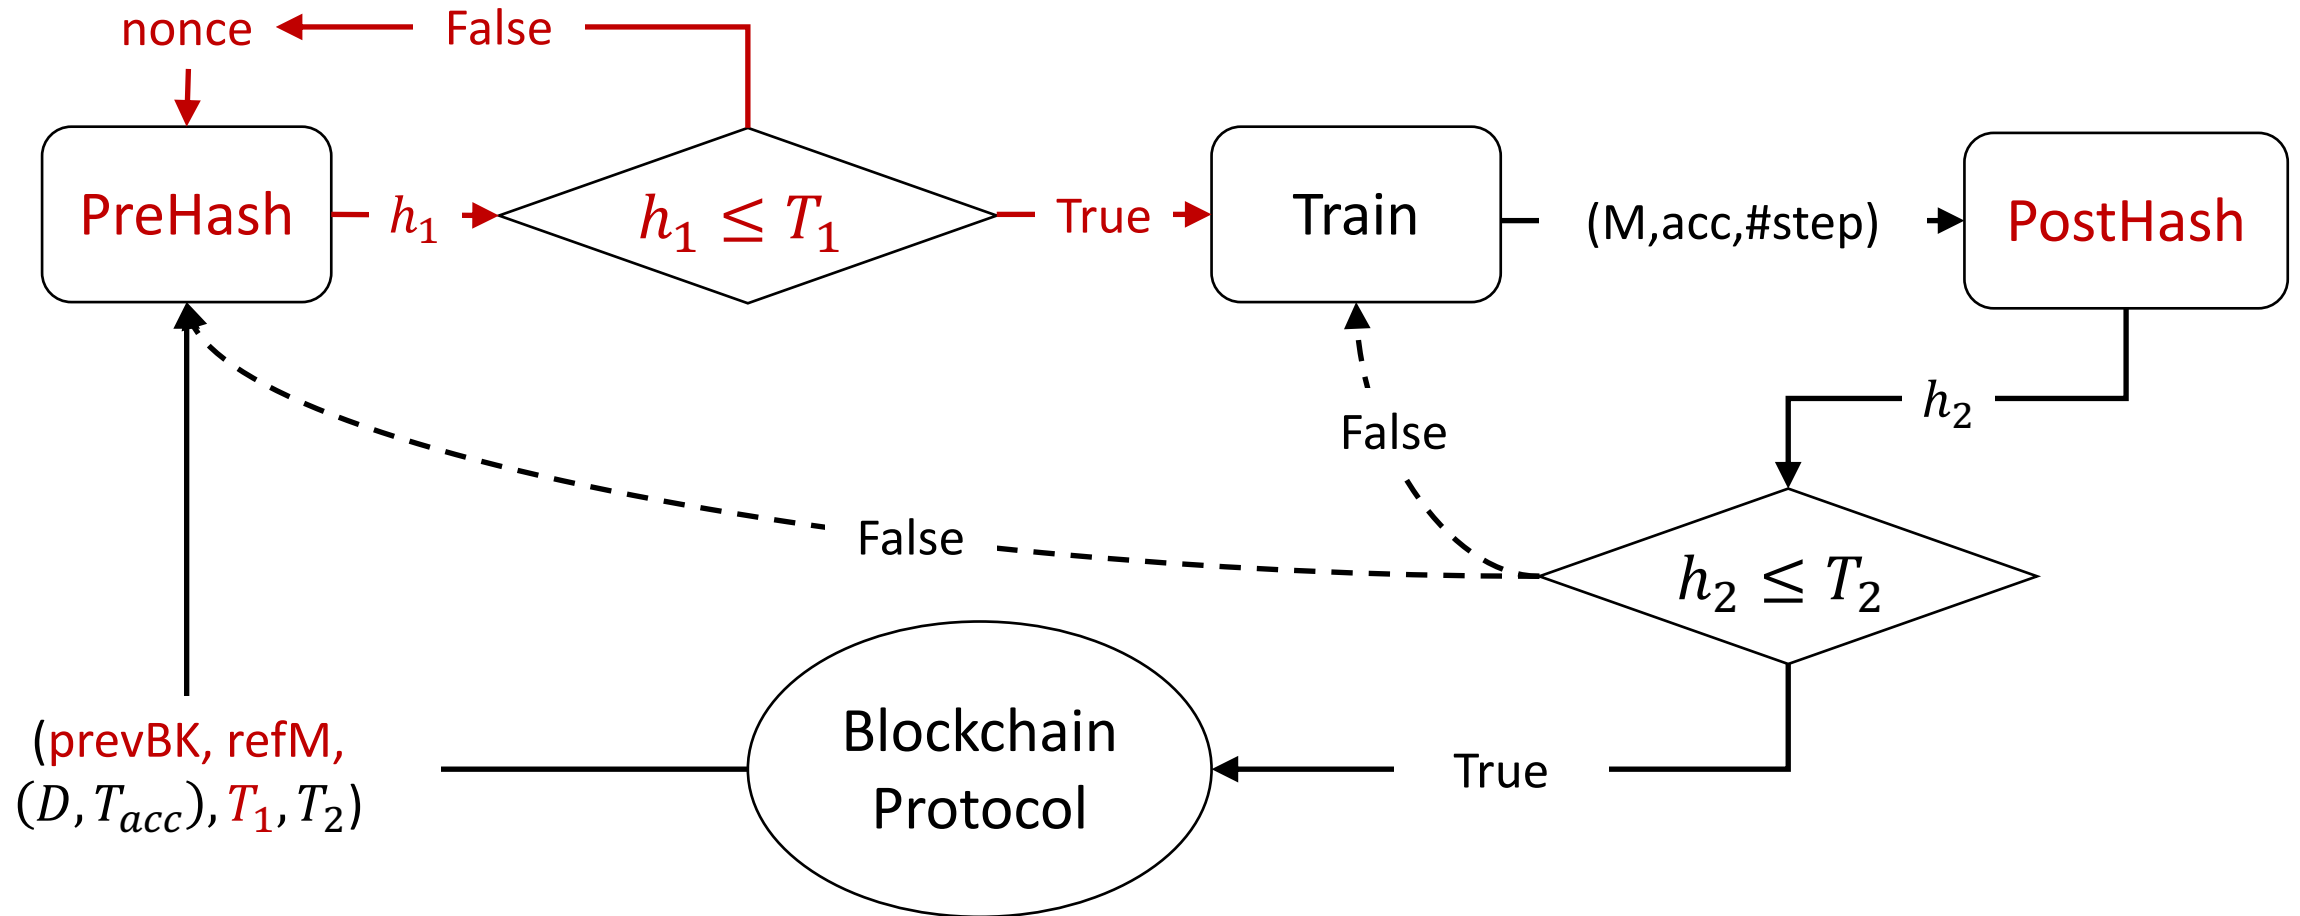 nonce
False
PreHash
h₁
h₁ ≤ T₁
True
Train
(M,acc,#step)
PostHash
h₂
False
False
h₂ ≤ T₂
(prevBK, refM,
(D,T_acc),T₁,T₂)
Blockchain
Protocol
True